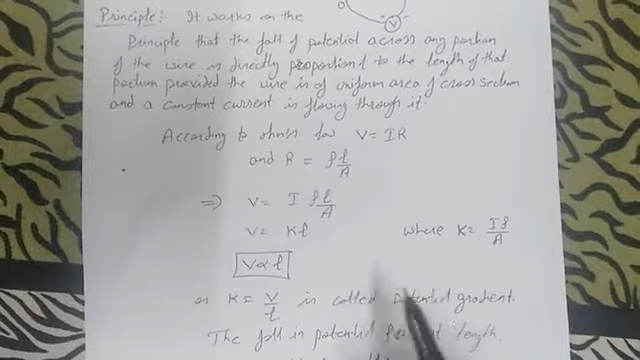 Principle: It works on the
Principle that the fall of potential across any portion
of the wire is directly proportional to the length of that
portion provided the wire is of uniform area of cross section
and a constant current is flowing through it.
According to ohm's law V = IR
and R = ρ l/A
⇒ V = I ρl/A
V = Kl where K = Iρ/A
V ∝ l
or K = V/l is called potential gradient.
The fall in potential per unit length.